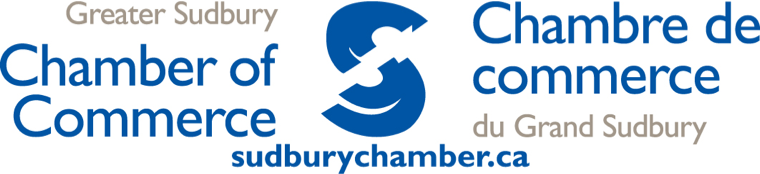 Greater Sudbury
Chamber of
Commerce
S
Chambre de
commerce
du Grand Sudbury
sudburychamber.ca